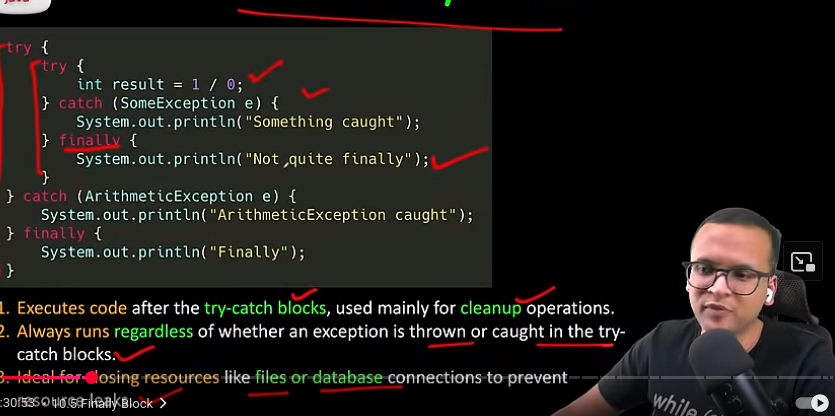 java
try {
try {
int result = 1 / 0;
} catch (SomeException e) {
System.out.println("Something caught");
} finally {
System.out.println("Not quite finally");
}
} catch (ArithmeticException e) {
System.out.println("ArithmeticException caught");
} finally {
System.out.println("Finally");
}
1. Executes code after the try-catch blocks, used mainly for cleanup operations.
2. Always runs regardless of whether an exception is thrown or caught in the try-
catch blocks.
3. Ideal for closing resources like files or database connections to prevent
resource leaks.
:30:53 • 10.5.Finally Block >
while